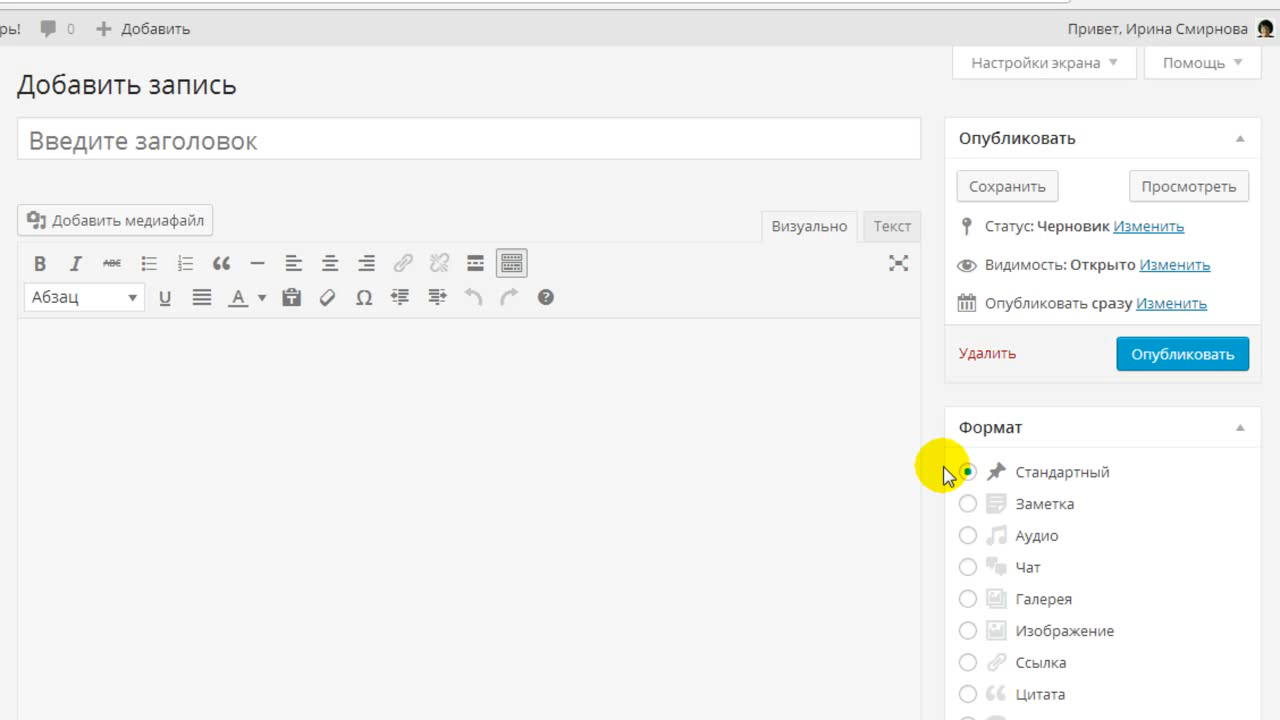 рь! 0 Добавить Привет, Ирина Смирнова
Настройки экрана Помощь
Добавить запись
Введите заголовок
Добавить медиафайл
Визуально Текст
B I ABC
Абзац U A Ω ?
Опубликовать
Сохранить Просмотреть
Статус: Черновик Изменить
Видимость: Открыто Изменить
Опубликовать сразу Изменить
Удалить Опубликовать
Формат
Стандартный
Заметка
Аудио
Чат
Галерея
Изображение
Ссылка
Цитата